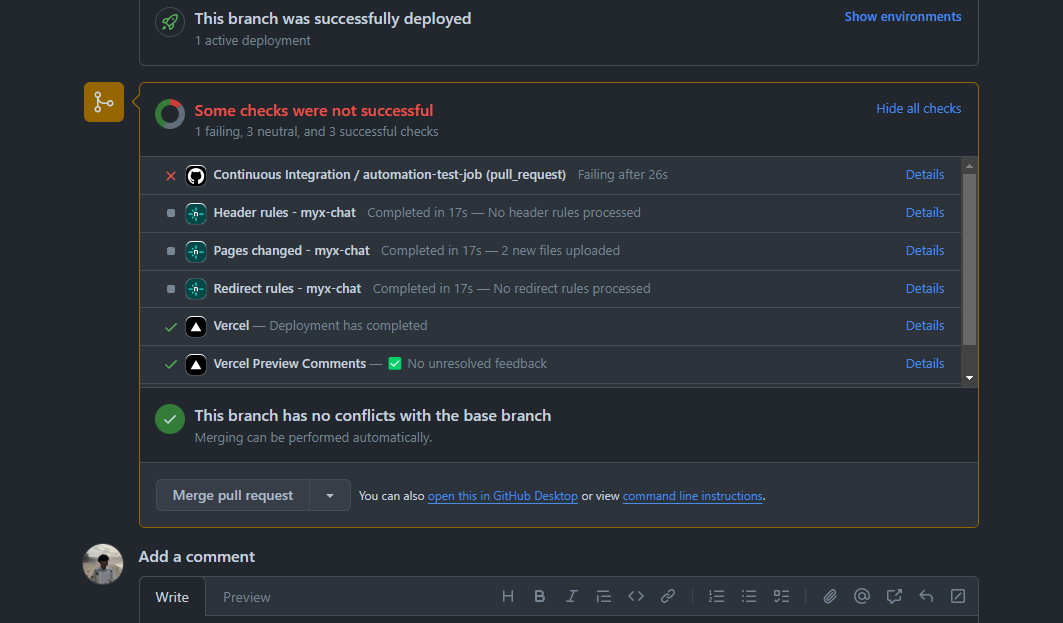 This branch was successfully deployed
Show environments
1 active deployment
Some checks were not successful
Hide all checks
1 failing, 3 neutral, and 3 successful checks
Continuous Integration / automation-test-job (pull_request) Failing after 26s Details
Header rules - myx-chat Completed in 17s — No header rules processed Details
Pages changed - myx-chat Completed in 17s — 2 new files uploaded Details
Redirect rules - myx-chat Completed in 17s — No redirect rules processed Details
Vercel — Deployment has completed Details
Vercel Preview Comments — ✅ No unresolved feedback Details
This branch has no conflicts with the base branch
Merging can be performed automatically.
Merge pull request You can also open this in GitHub Desktop or view command line instructions.
Add a comment
Write Preview H B I